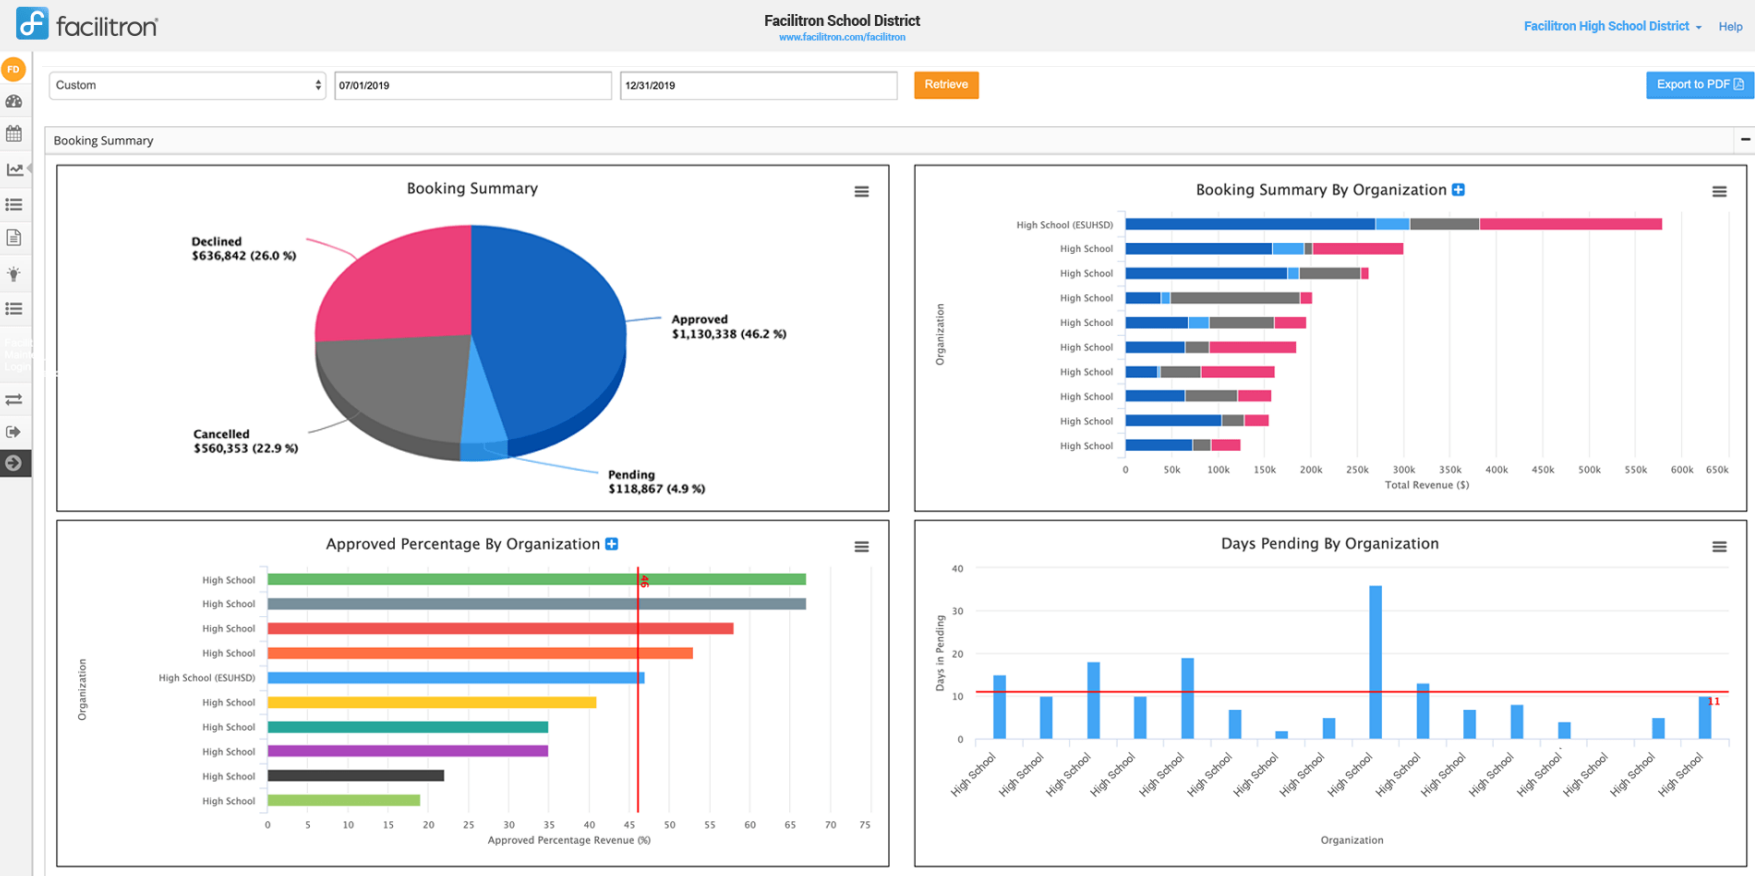 facilitron
Facilitron School District
www.facilitron.com/facilitron
Facilitron High School District
Help
FD
Custom
07/01/2019
12/31/2019
Retrieve
Export to PDF
Booking Summary
Booking Summary
Declined
$636,842 (26.0 %)
Approved
$1,130,338 (46.2 %)
Cancelled
$560,353 (22.9 %)
Pending
$118,867 (4.9 %)
Booking Summary By Organization
Organization
High School (ESUHSD)
High School
High School
High School
High School
High School
High School
High School
High School
High School
0 50k 100k 150k 200k 250k 300k 350k 400k 450k 500k 550k 600k 650k
Total Revenue ($)
Approved Percentage By Organization
Organization
46
High School
High School
High School
High School
High School (ESUHSD)
High School
High School
High School
High School
High School
0 5 10 15 20 25 30 35 40 45 50 55 60 65 70 75
Approved Percentage Revenue (%)
Days Pending By Organization
Days in Pending
40
30
20
10
0
11
High School High School High School High School High School High School High School High School High School High School High School High School High School High School High School High School
Organization